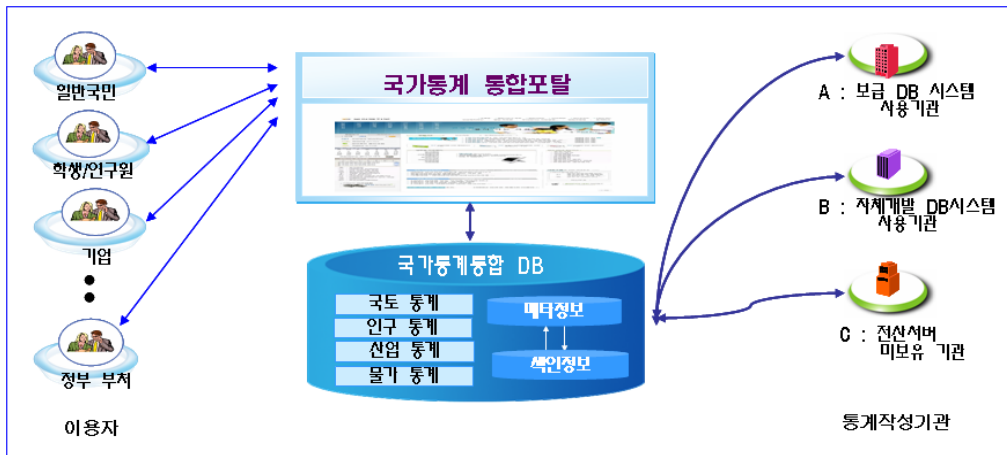 일반국민
학생/연구원
기업
정부 부처
이용자
국가통계 통합포탈
국가통계통합 DB
국토 통계
인구 통계
산업 통계
물가 통계
메타정보
색인정보
A : 보급 DB 시스템
사용기관
B : 자체개발 DB시스템
사용기관
C : 전산서버
미보유 기관
통계작성기관